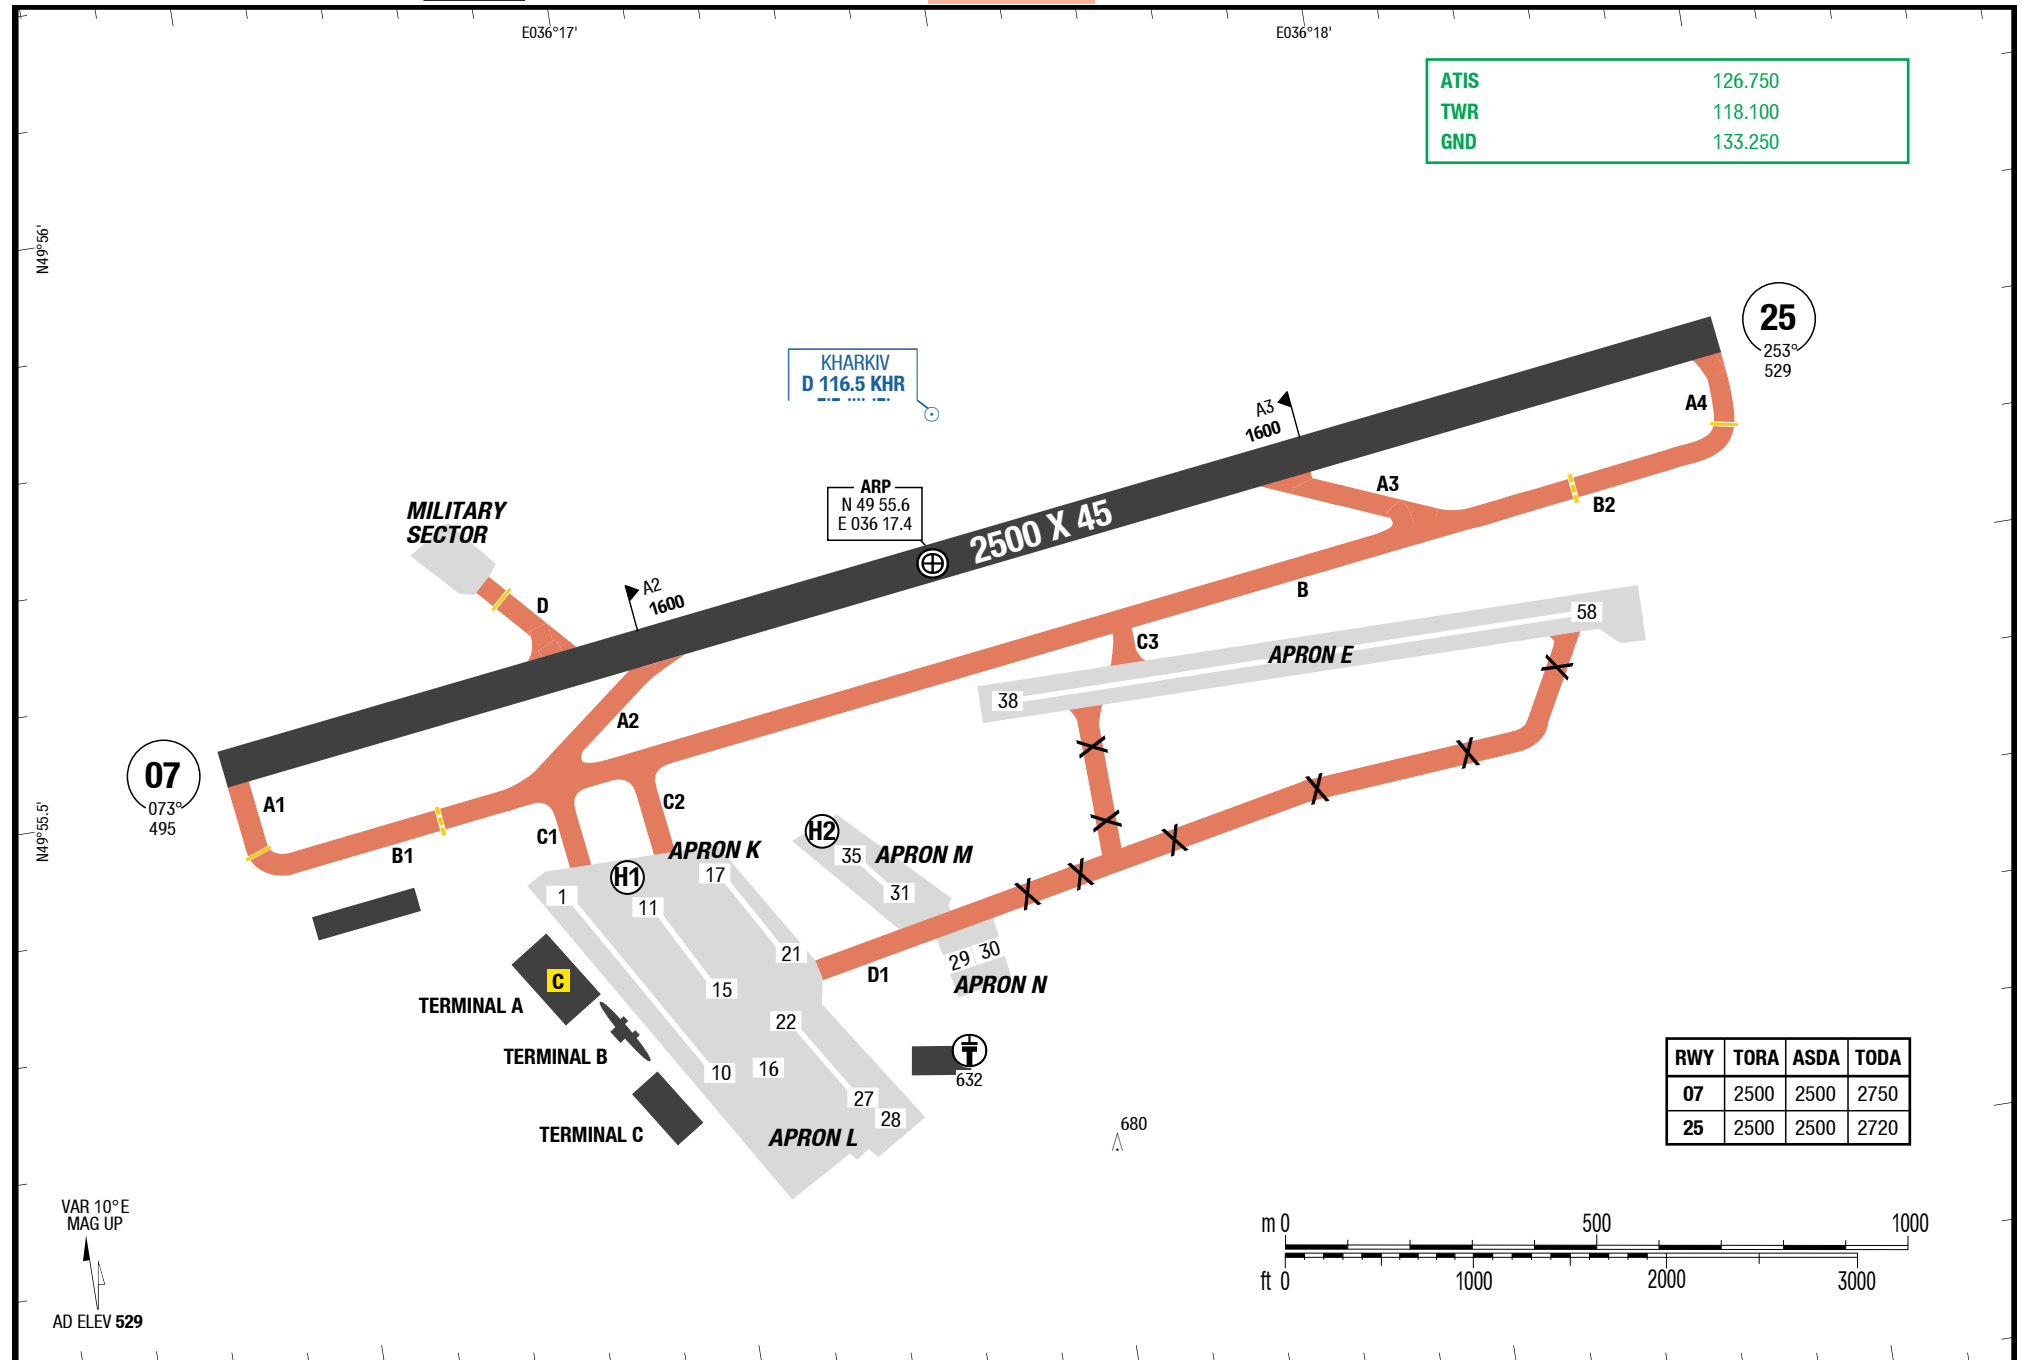 E036°17'
E036°18'
ATIS 126.750
TWR 118.100
GND 133.250
N49°56'
25
253°
529
KHARKIV
D 116.5 KHR
A3
1600
A4
A3
B2
ARP
N 49 55.6
E 036 17.4
2500 X 45
MILITARY
SECTOR
D
A2
1600
B
58
C3
APRON E
38
A2
07
073°
495
A1
C2
N49°55.5'
B1
C1
APRON K
H2
35
APRON M
31
H1
17
1
11
21
29
30
D1
APRON N
C
15
TERMINAL A
22
TERMINAL B
10
16
632
27
28
TERMINAL C
APRON L
680
RWY TORA ASDA TODA
07 2500 2500 2750
25 2500 2500 2720
VAR 10°E
MAG UP
AD ELEV 529
m 0 500 1000
ft 0 1000 2000 3000